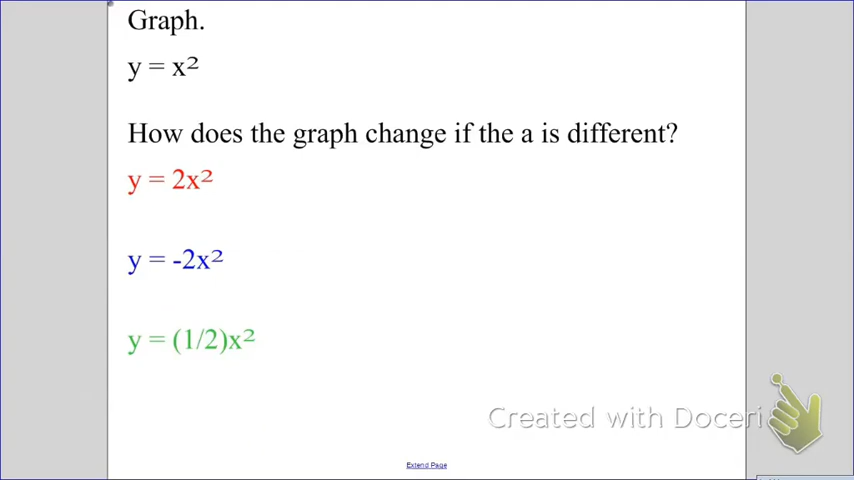 Graph.
y = x²
How does the graph change if the a is different?
y = 2x²
y = -2x²
y = (1/2)x²
Created with Doceri
Extend Page